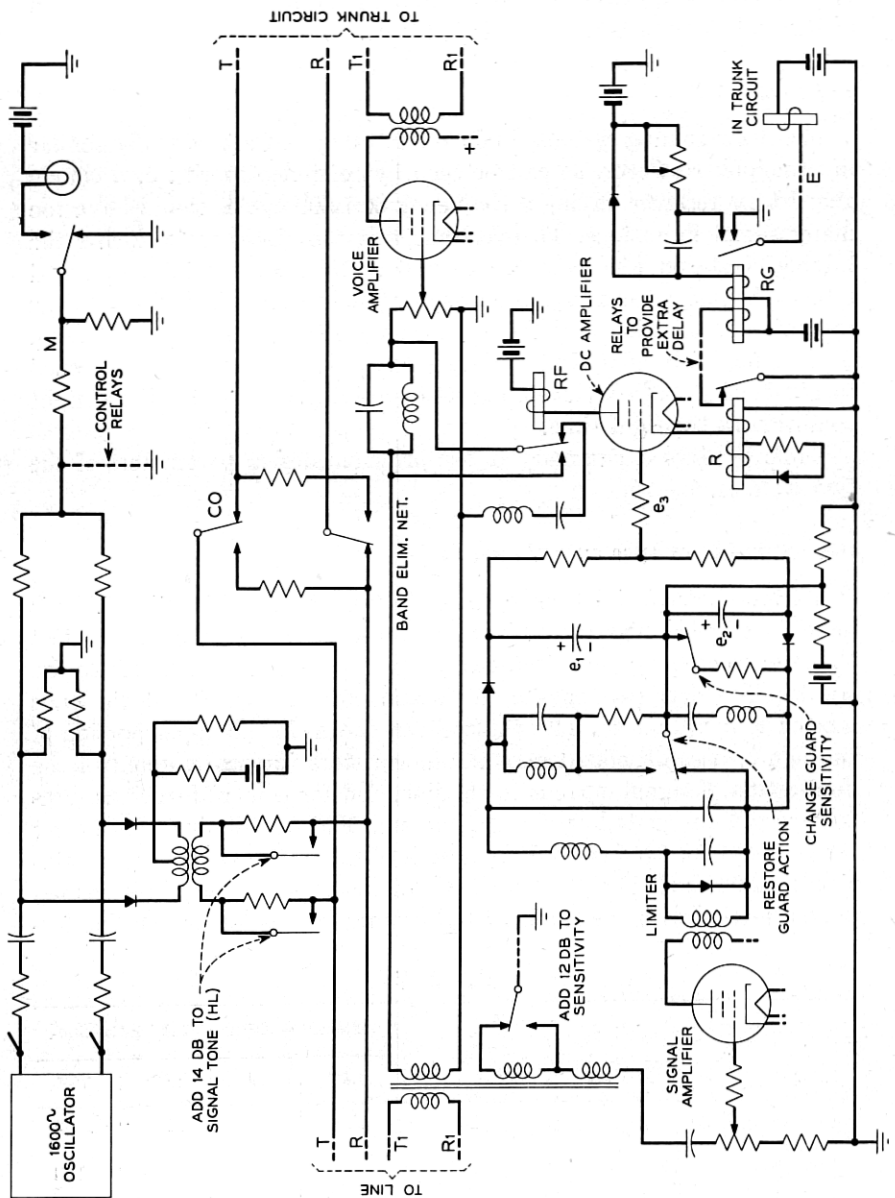 TO TRUNK CIRCUIT
T
R
T1
R1
+
M
CONTROL
RELAYS
CO
VOICE
AMPLIFIER
BAND ELIM. NET.
RF
DC AMPLIFIER
RELAYS
TO
PROVIDE
EXTRA
DELAY
RG
E
IN TRUNK
CIRCUIT
R
e3
e1
+
-
e2
+
-
CHANGE GUARD
SENSITIVITY
RESTORE
GUARD ACTION
LIMITER
ADD 12 DB TO
SENSITIVITY
SIGNAL
AMPLIFIER
ADD 14 DB TO
SIGNAL TONE (HL)
1600~
OSCILLATOR
T
R
T1
R1
TO LINE